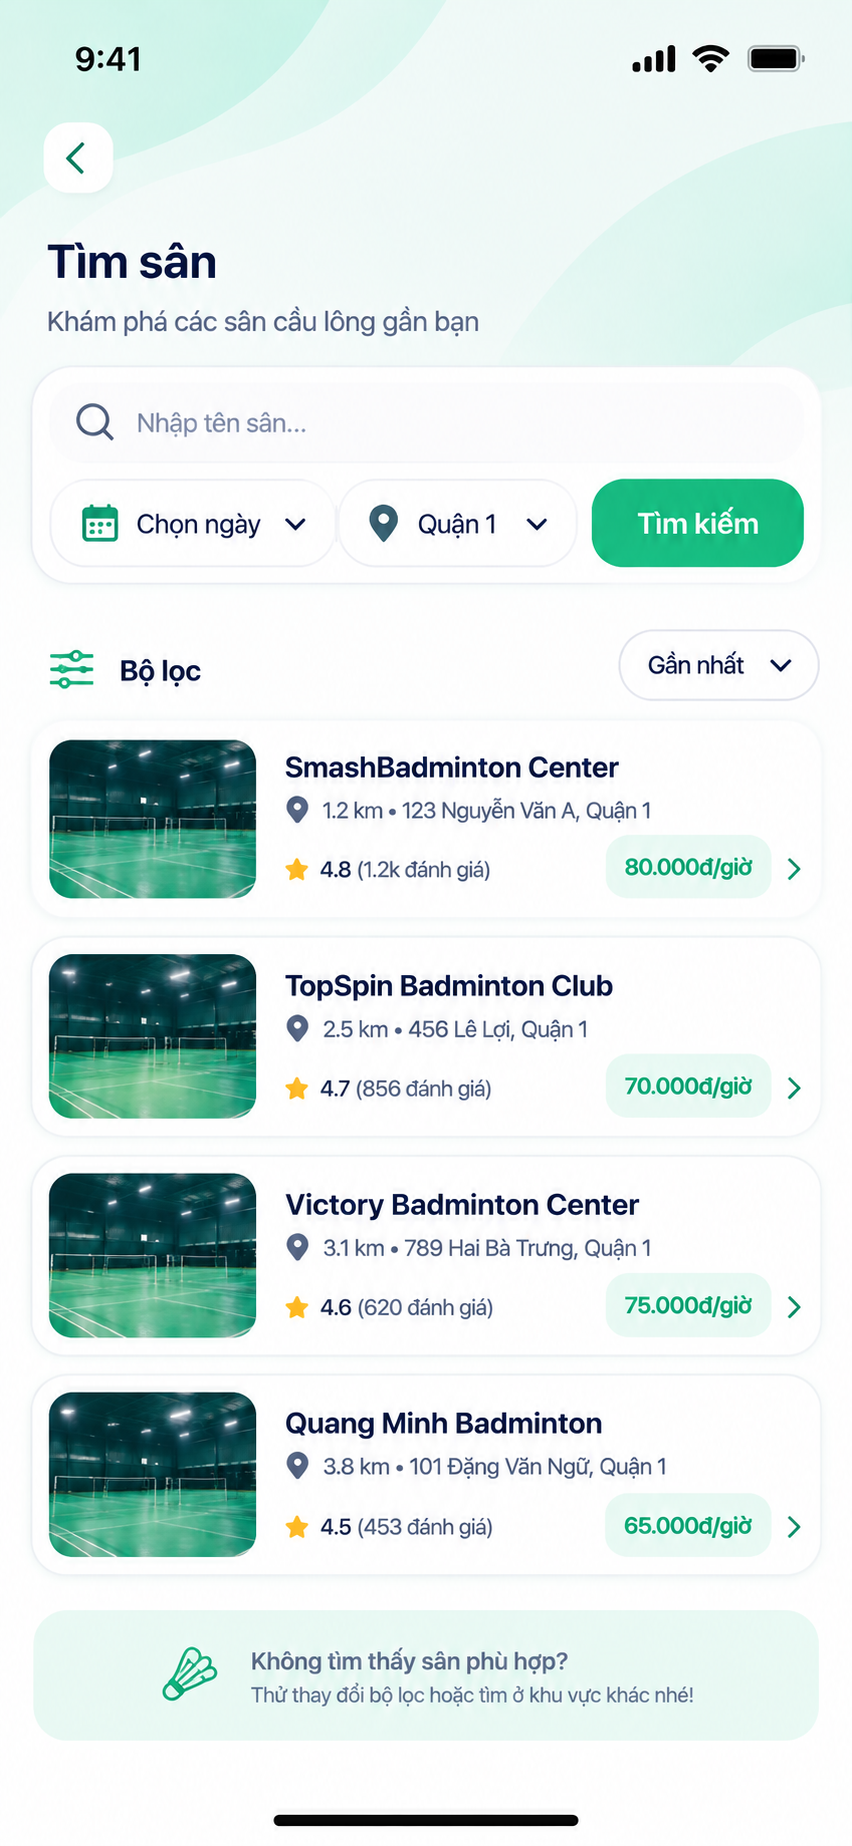 9:41
Tìm sân
Khám phá các sân cầu lông gần bạn
Nhập tên sân...
Chọn ngày
Quận 1
Tìm kiếm
Bộ lọc
Gần nhất
SmashBadminton Center
1.2 km • 123 Nguyễn Văn A, Quận 1
4.8 (1.2k đánh giá)
80.000đ/giờ
TopSpin Badminton Club
2.5 km • 456 Lê Lợi, Quận 1
4.7 (856 đánh giá)
70.000đ/giờ
Victory Badminton Center
3.1 km • 789 Hai Bà Trưng, Quận 1
4.6 (620 đánh giá)
75.000đ/giờ
Quang Minh Badminton
3.8 km • 101 Đặng Văn Ngữ, Quận 1
4.5 (453 đánh giá)
65.000đ/giờ
Không tìm thấy sân phù hợp?
Thử thay đổi bộ lọc hoặc tìm ở khu vực khác nhé!